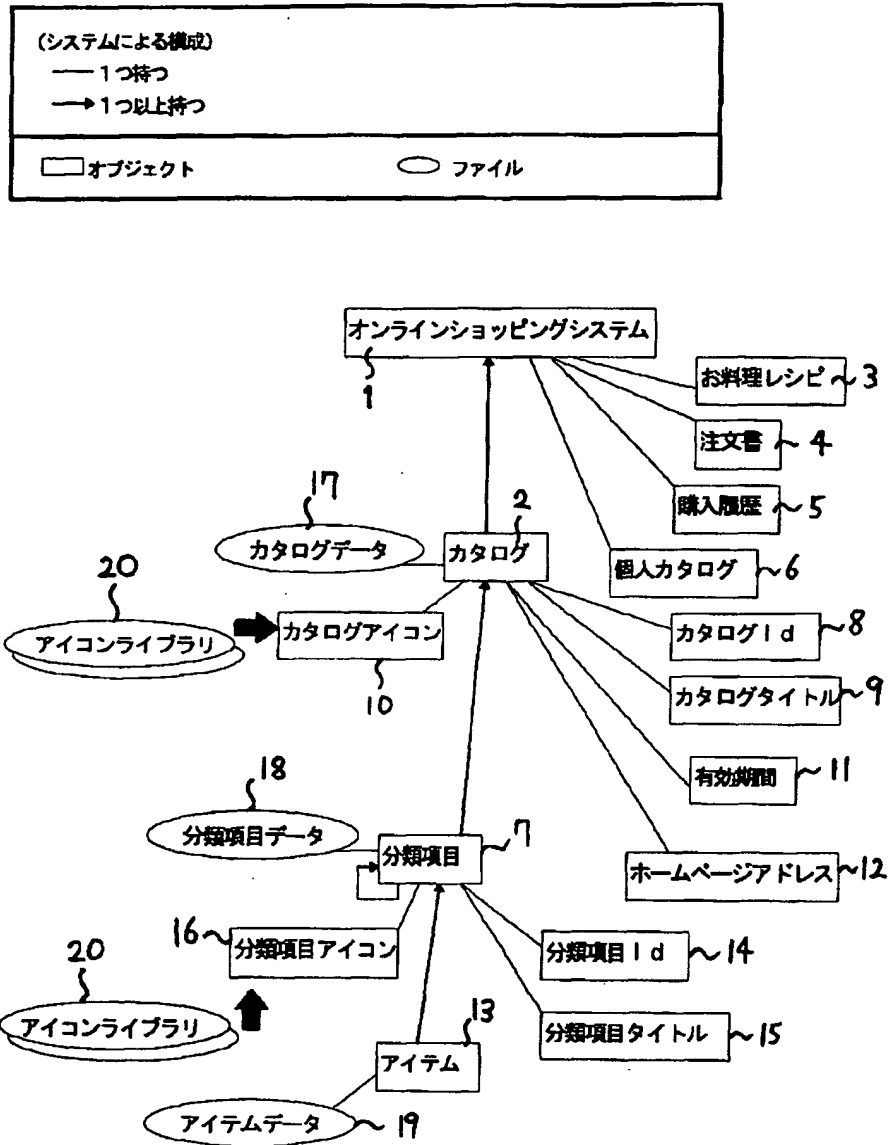 (システムによる構成)
1つ持つ
1つ以上持つ
オブジェクト
ファイル
オンラインショッピングシステム
1
お料理レシピ
3
注文書
4
購入履歴
5
個人カタログ
6
17
カタログデータ
2
カタログ
20
アイコンライブラリ
カタログアイコン
10
カタログId
8
カタログタイトル
9
有効期間
11
ホームページアドレス
12
18
分類項目データ
分類項目
7
16
分類項目アイコン
20
アイコンライブラリ
分類項目Id
14
分類項目タイトル
15
13
アイテム
アイテムデータ
19